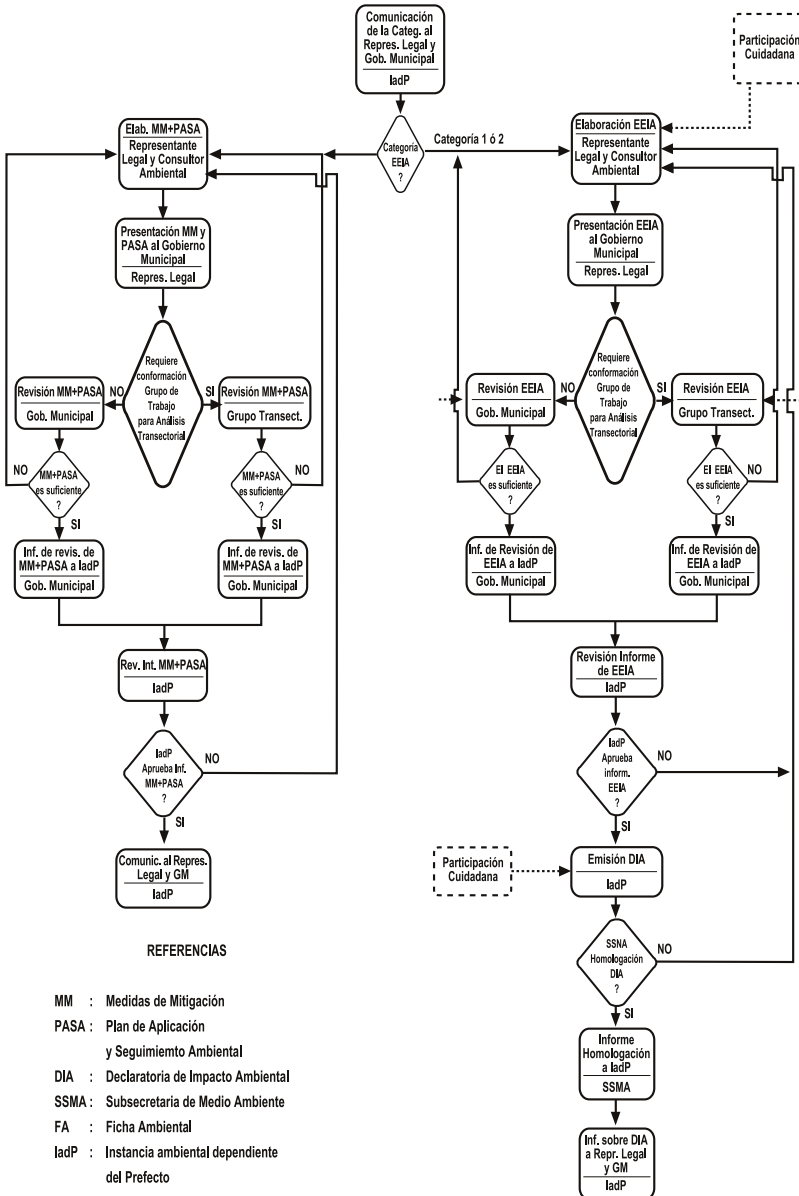 Comunicación
de la Categ. al
Repres. Legal y
Gob. Municipal
IadP
Participación
Cuidadana
Categoría
EEIA
?
Categoría 1 ó 2
Elab. MM+PASA
Representante
Legal y Consultor
Ambiental
Presentación MM y
PASA al Gobierno
Municipal
Repres. Legal
Requiere
conformación
Grupo de
Trabajo
para Análisis
Transectorial
NO
SI
Revisión MM+PASA
Gob. Municipal
Revisión MM+PASA
Grupo Transect.
NO
MM+PASA
es suficiente
?
SI
MM+PASA
es suficiente
?
NO
SI
Inf. de revis. de
MM+PASA a IadP
Gob. Municipal
Inf. de revis. de
MM+PASA a IadP
Gob. Municipal
Rev. Int. MM+PASA
IadP
IadP
Aprueba Inf.
MM+PASA
?
NO
SI
Comunic. al Repres.
Legal y GM
IadP
Elaboración EEIA
Representante
Legal y Consultor
Ambiental
Presentación EEIA
al Gobierno
Municipal
Repres. Legal
Requiere
conformación
Grupo de
Trabajo
para Análisis
Transectorial
NO
SI
Revisión EEIA
Gob. Municipal
Revisión EEIA
Grupo Transect.
NO
El EEIA
es suficiente
?
SI
El EEIA
es suficiente
?
NO
SI
Inf. de Revisión de
EEIA a IadP
Gob. Municipal
Inf. de Revisión de
EEIA a IadP
Gob. Municipal
Revisión Informe
de EEIA
IadP
IadP
Aprueba
inform.
EEIA
?
NO
SI
Participación
Cuidadana
Emisión DIA
IadP
SSNA
Homologación
DIA
?
NO
SI
Informe
Homologación
a IadP
SSMA
Inf. sobre DIA
a Repr. Legal
y GM
IadP
REFERENCIAS
MM : Medidas de Mitigación
PASA : Plan de Aplicación
y Seguimiemto Ambiental
DIA : Declaratoria de Impacto Ambiental
SSMA : Subsecretaria de Medio Ambiente
FA : Ficha Ambiental
IadP : Instancia ambiental dependiente
del Prefecto